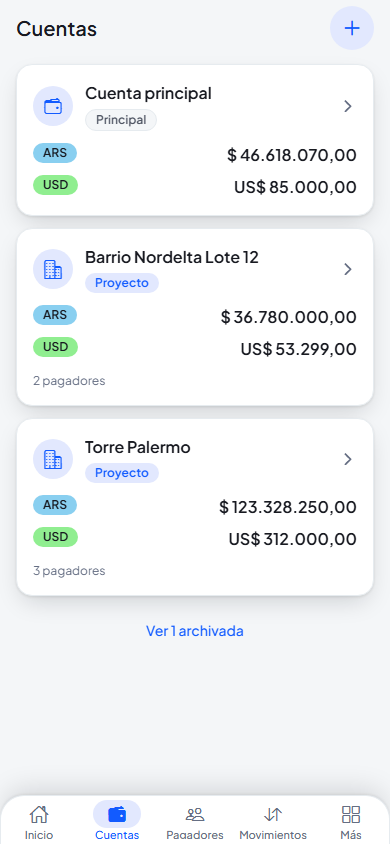 Cuentas
Cuenta principal
Principal
ARS
$ 46.618.070,00
USD
US$ 85.000,00
Barrio Nordelta Lote 12
Proyecto
ARS
$ 36.780.000,00
USD
US$ 53.299,00
2 pagadores
Torre Palermo
Proyecto
ARS
$ 123.328.250,00
USD
US$ 312.000,00
3 pagadores
Ver 1 archivada
Inicio
Cuentas
Pagadores
Movimientos
Más